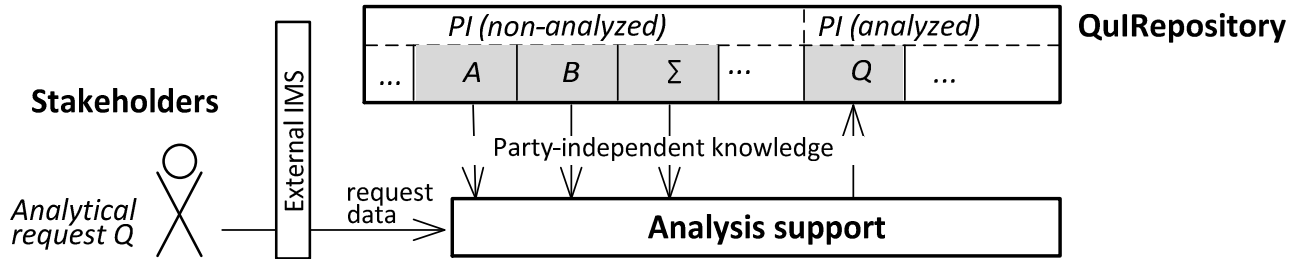 PI (non-analyzed) PI (analyzed) QuIRepository
... A B Σ ... Q ...
Stakeholders
External IMS
Party-independent knowledge
Analytical
request Q
request
data
Analysis support